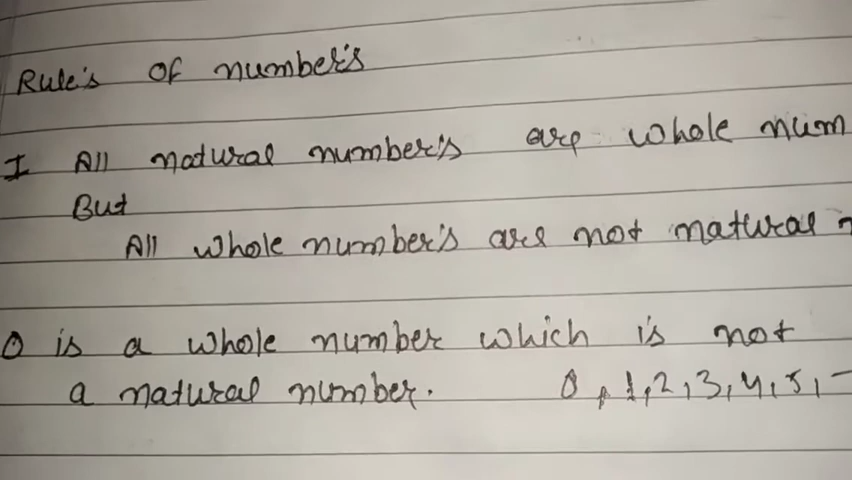 Rule's of number's
I All natural number's are whole num
But
All whole number's are not natural
0 is a whole number which is not
a natural number. 0, 1, 2, 3, 4, 5, -